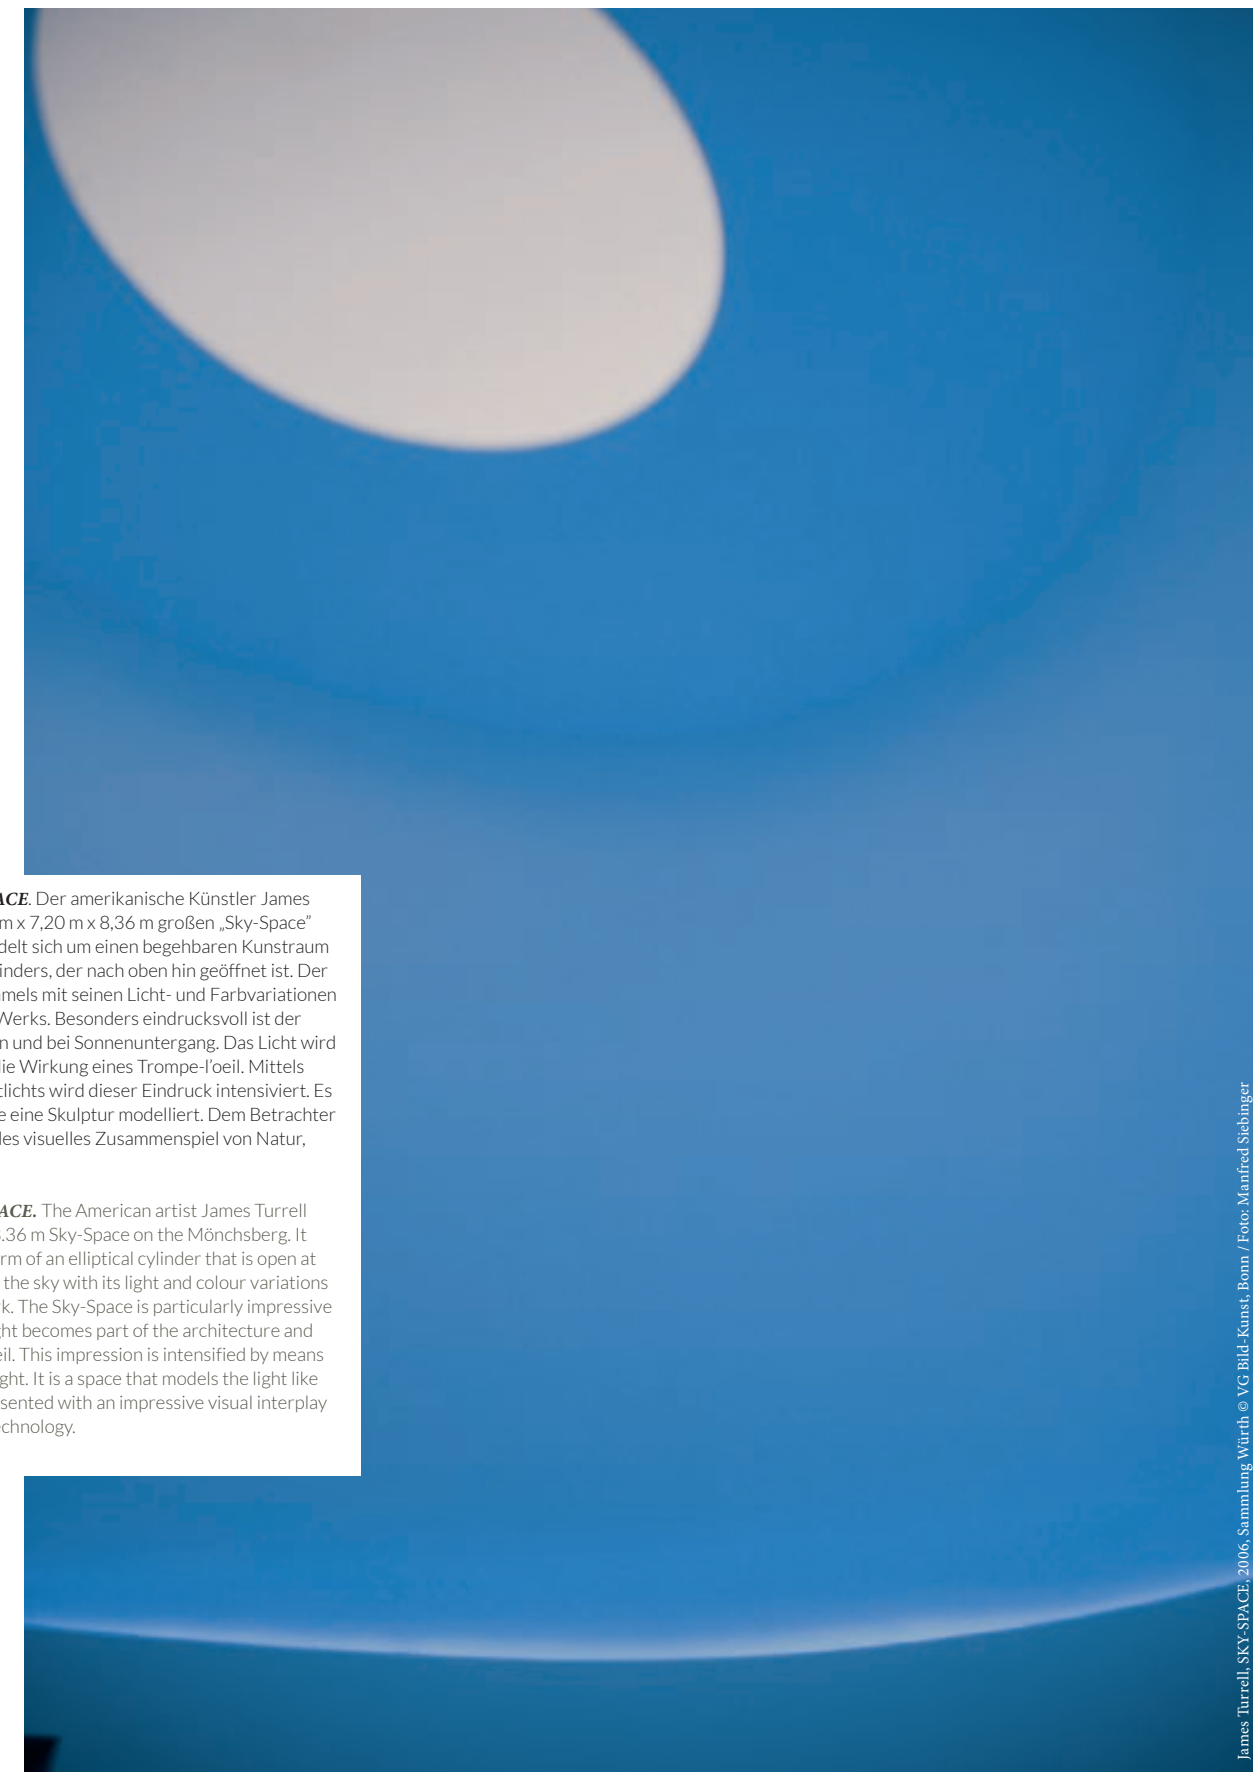 ACE. Der amerikanische Künstler James
m x 7,20 m x 8,36 m großen „Sky-Space”
delt sich um einen begehbaren Kunstraum
inders, der nach oben hin geöffnet ist. Der
mels mit seinen Licht- und Farbvariationen
Werks. Besonders eindrucksvoll ist der
n und bei Sonnenuntergang. Das Licht wird
die Wirkung eines Trompe-l’oeil. Mittels
tlichts wird dieser Eindruck intensiviert. Es
e eine Skulptur modelliert. Dem Betrachter
des visuelles Zusammenspiel von Natur,
ACE. The American artist James Turrell
8.36 m Sky-Space on the Mönchsberg. It
rm of an elliptical cylinder that is open at
the sky with its light and colour variations
k. The Sky-Space is particularly impressive
ght becomes part of the architecture and
eil. This impression is intensified by means
ght. It is a space that models the light like
sented with an impressive visual interplay
echnology.
James Turrell, SKY-SPACE, 2006, Sammlung Würth © VG Bild-Kunst, Bonn / Foto: Manfred Siebinger